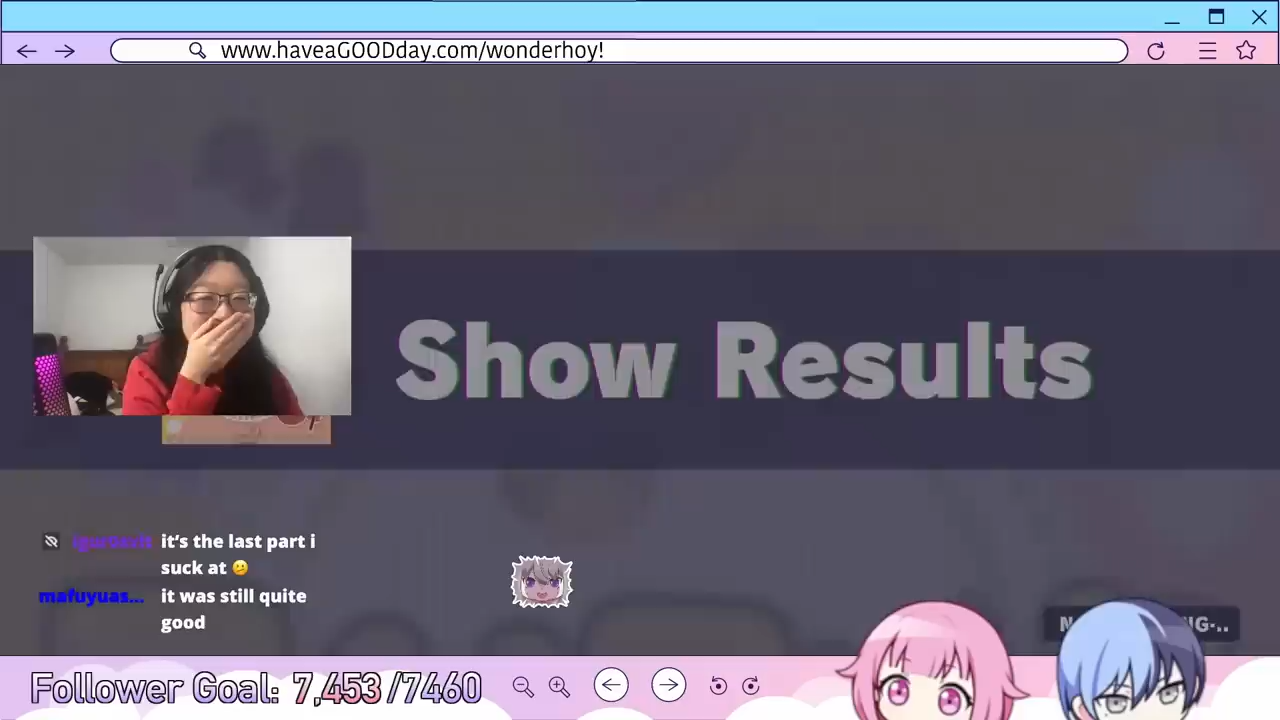 www.haveaGOODday.com/wonderhoy!
Show Results
it's the last part i
suck at 🫤
mafuyuas... it was still quite
good
Follower Goal: 7,453 /7460